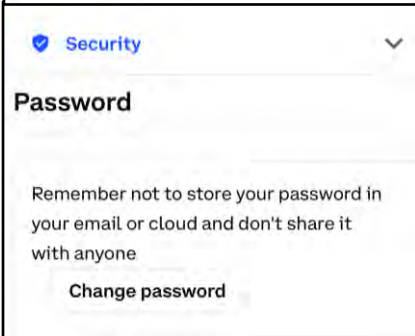 Security
Password
Remember not to store your password in
your email or cloud and don't share it
with anyone
Change password